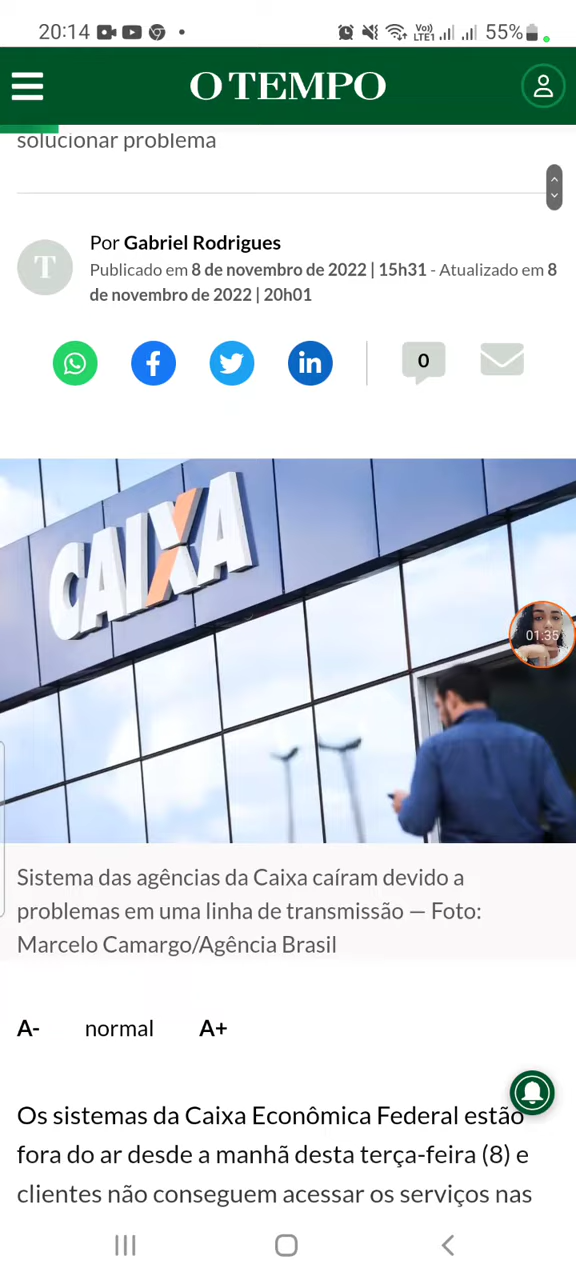 20:14
Vo))
LTE1
55%
O TEMPO
solucionar problema
T
Por Gabriel Rodrigues
Publicado em 8 de novembro de 2022 | 15h31 - Atualizado em 8
de novembro de 2022 | 20h01
0
CAIXA
01:35
Sistema das agências da Caixa caíram devido a
problemas em uma linha de transmissão — Foto:
Marcelo Camargo/Agência Brasil
A- normal A+
Os sistemas da Caixa Econômica Federal estão
fora do ar desde a manhã desta terça-feira (8) e
clientes não conseguem acessar os serviços nas